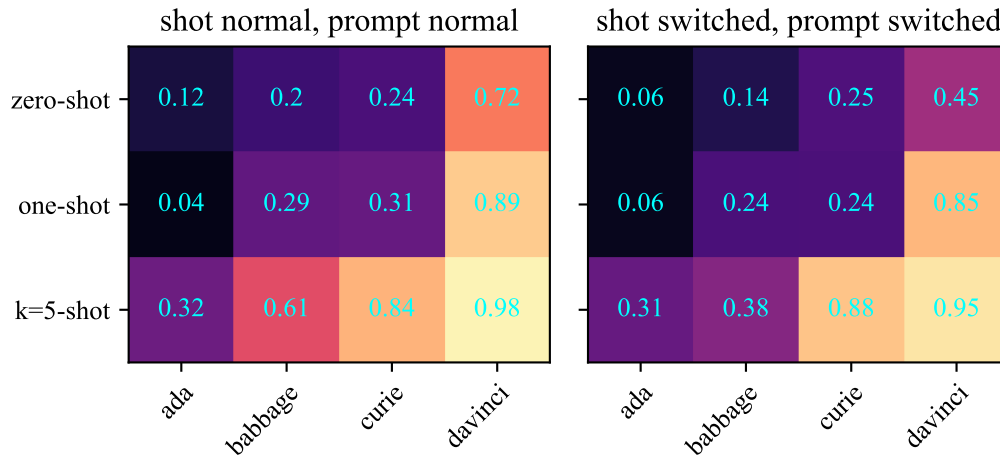 shot normal, prompt normal
shot switched, prompt switched
zero-shot 0.12 0.2 0.24 0.72 0.06 0.14 0.25 0.45
one-shot 0.04 0.29 0.31 0.89 0.06 0.24 0.24 0.85
k=5-shot 0.32 0.61 0.84 0.98 0.31 0.38 0.88 0.95
ada babbage curie davinci ada babbage curie davinci